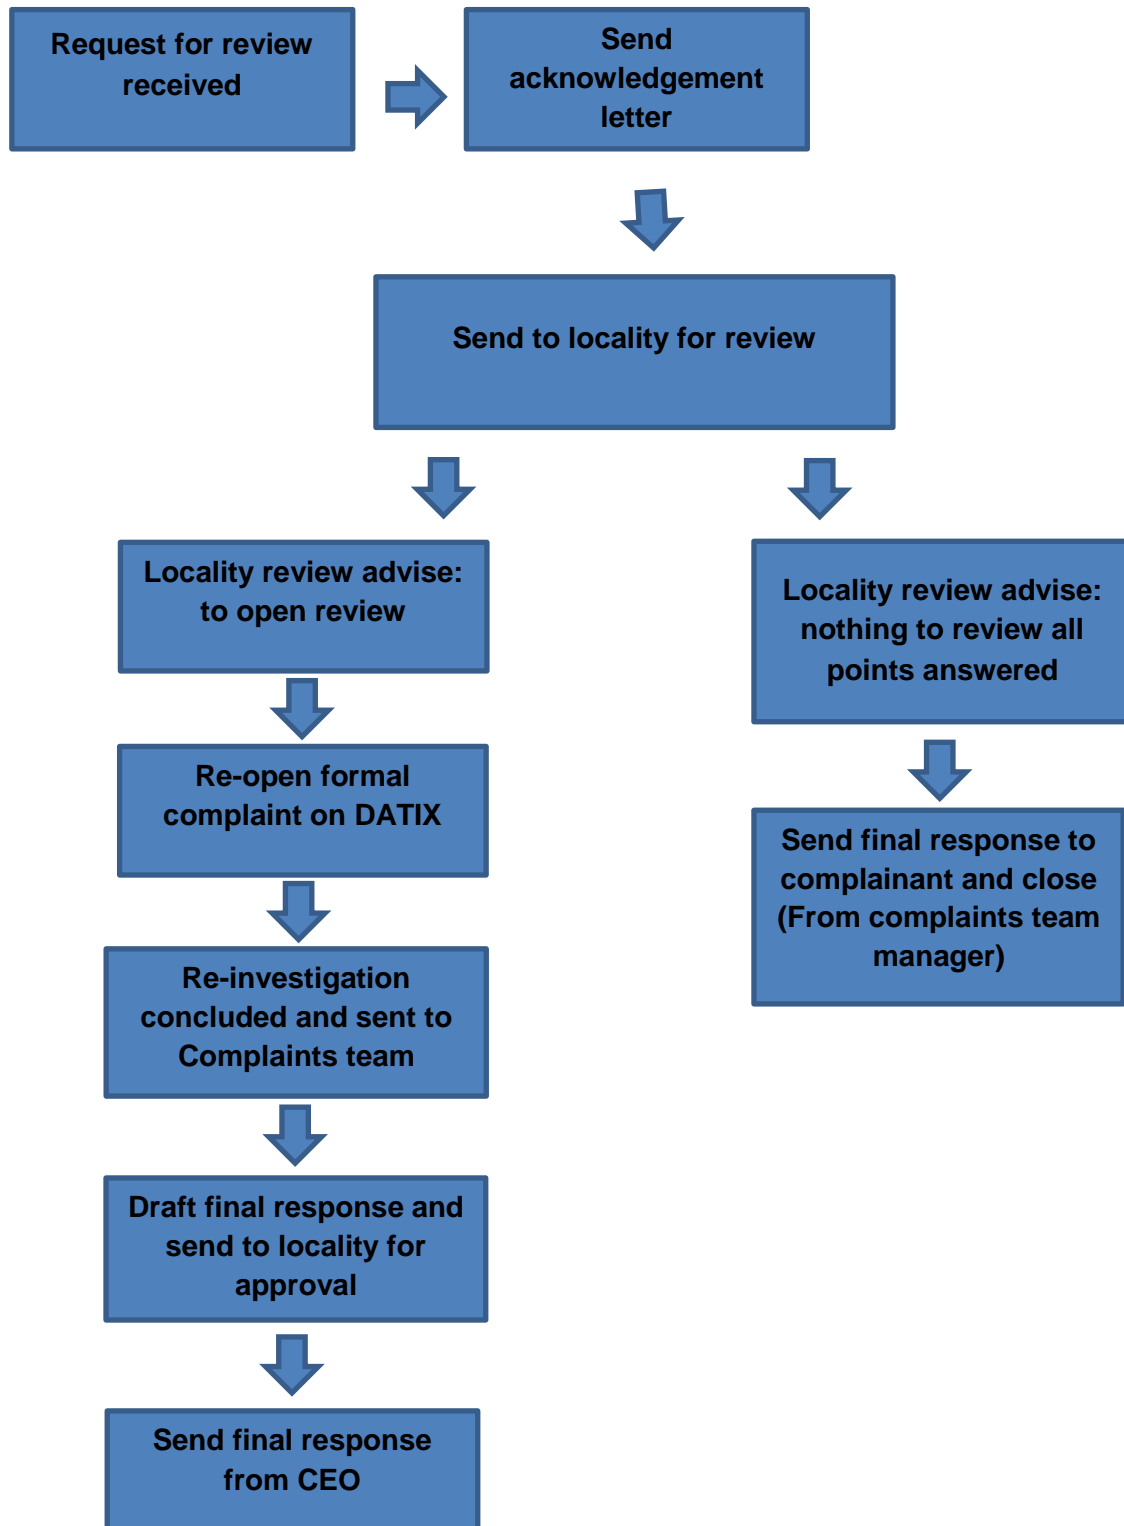 Request for review
received
Send
acknowledgement
letter
Send to locality for review
Locality review advise:
to open review
Re-open formal
complaint on DATIX
Re-investigation
concluded and sent to
Complaints team
Draft final response and
send to locality for
approval
Send final response
from CEO
Locality review advise:
nothing to review all
points answered
Send final response to
complainant and close
(From complaints team
manager)